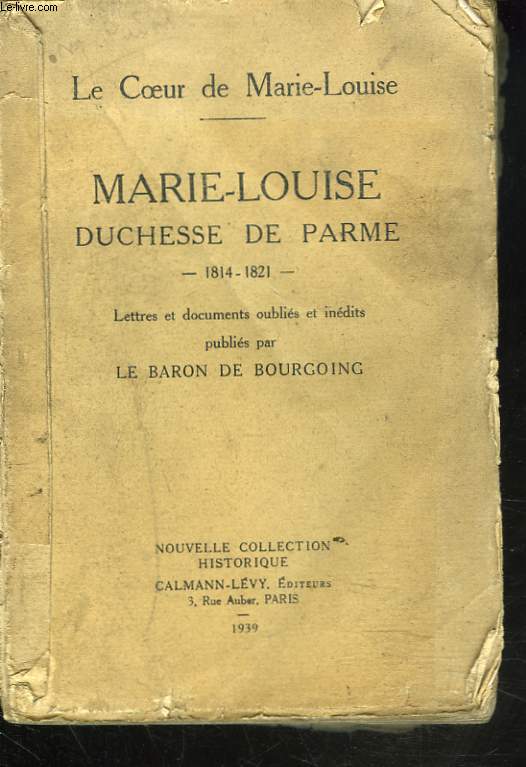 Le-livre.com
Le Cœur de Marie-Louise
MARIE-LOUISE
DUCHESSE DE PARME
— 1814-1821 —
Lettres et documents oubliés et inédits
publiés par
LE BARON DE BOURGOING
NOUVELLE COLLECTION
HISTORIQUE
CALMANN-LÉVY, ÉDITEURS
3, Rue Auber, PARIS
1939